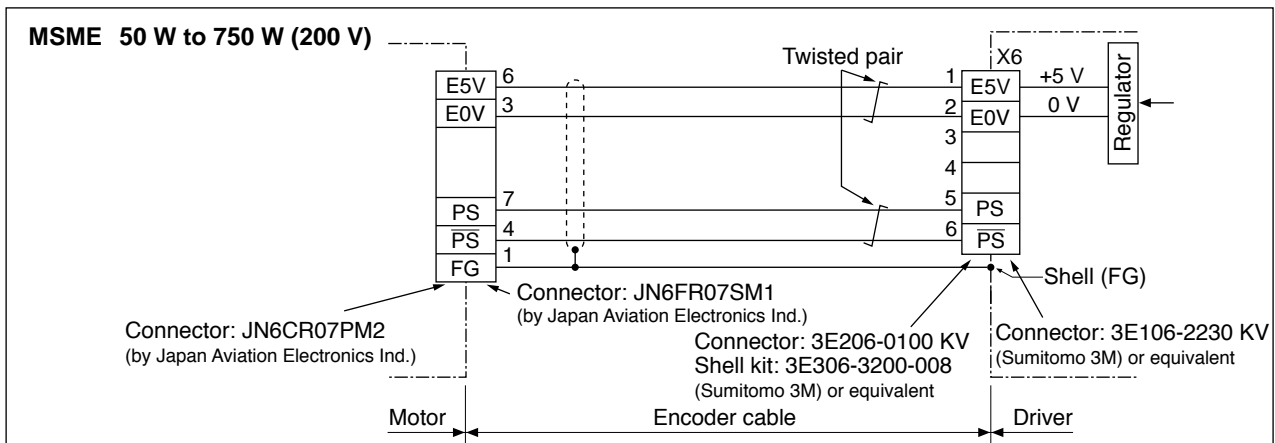 MSME 50 W to 750 W (200 V)
Twisted pair
X6
E5V 6
1 E5V
+5 V
E0V 3
2 E0V
0 V
Regulator
3
4
PS 7
5 PS
P̅S̅ 4
6 P̅S̅
FG 1
Shell (FG)
Connector: JN6FR07SM1
(by Japan Aviation Electronics Ind.)
Connector: JN6CR07PM2
(by Japan Aviation Electronics Ind.)
Connector: 3E206-0100 KV
Shell kit: 3E306-3200-008
(Sumitomo 3M) or equivalent
Connector: 3E106-2230 KV
(Sumitomo 3M) or equivalent
Motor
Encoder cable
Driver